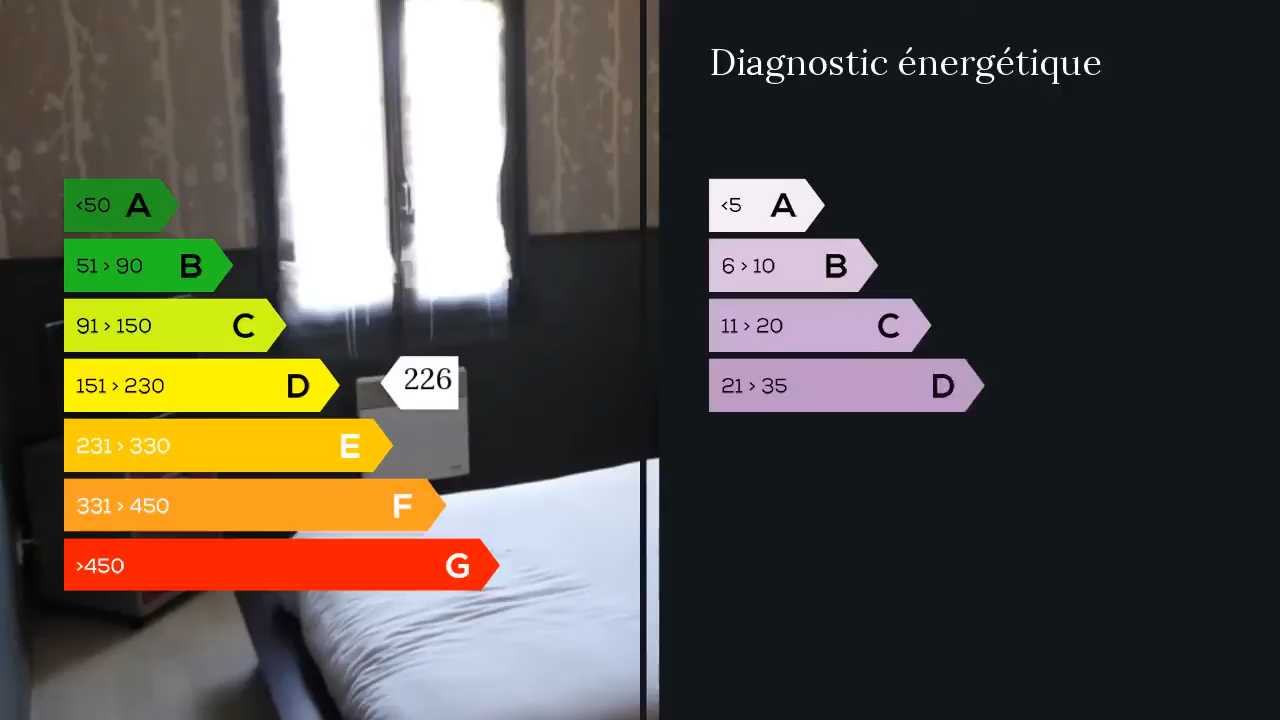 Diagnostic énergétique
<50 A
51 > 90 B
91 > 150 C
151 > 230 D
226
231 > 330 E
331 > 450 F
>450 G
<5 A
6 > 10 B
11 > 20 C
21 > 35 D